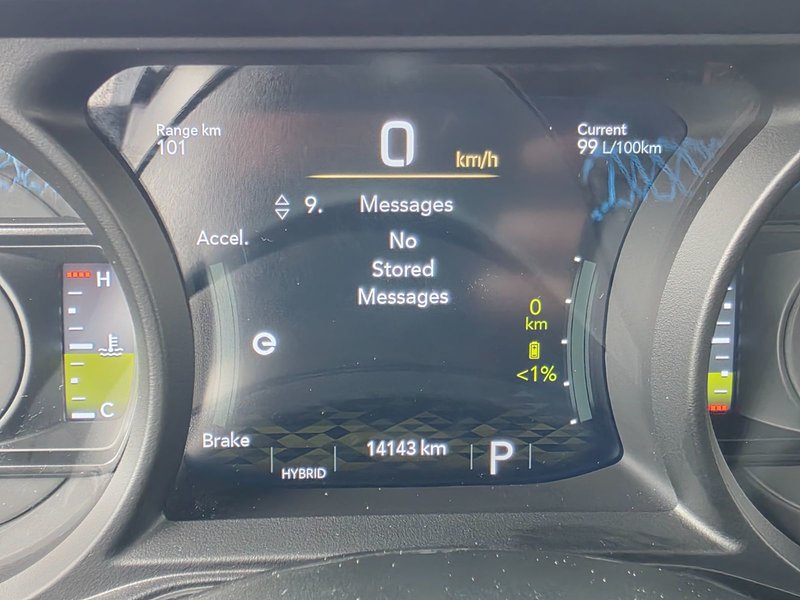 Range km
101
0 km/h
Current
99 L/100km
9. Messages
No
Stored
Messages
Accel.
H
C
e
0
km
<1%
Brake
HYBRID
14143 km
P